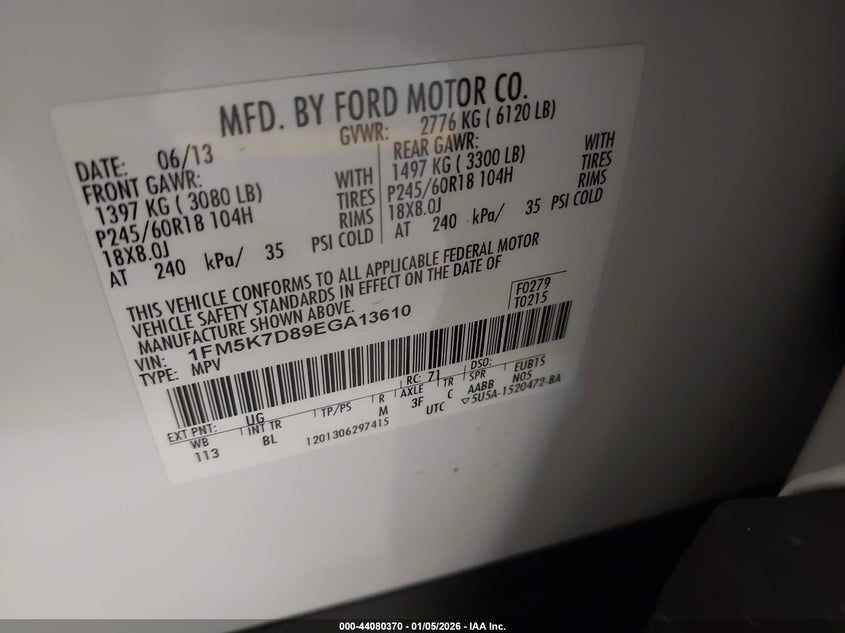 MFD. BY FORD MOTOR CO.
DATE: 06/13 GVWR: 2776 KG ( 6120 LB)
FRONT GAWR: REAR GAWR:
1397 KG ( 3080 LB) WITH 1497 KG ( 3300 LB) WITH
P245/60R18 104H TIRES P245/60R18 104H TIRES
18X8.0J RIMS 18X8.0J RIMS
AT 240 kPa/ 35 PSI COLD AT 240 kPa/ 35 PSI COLD
THIS VEHICLE CONFORMS TO ALL APPLICABLE FEDERAL MOTOR
VEHICLE SAFETY STANDARDS IN EFFECT ON THE DATE OF
MANUFACTURE SHOWN ABOVE.
F0279
T0215
VIN: 1FM5K7D89EGA13610
TYPE: MPV
EXT PNT: UG RC: 71 DSO:
WB INT TR TP/PS R AXLE TR SPR EUB1S
113 BL M 3F C AABB N05
1201306297415 UTC ▽5U5A-1520472-BA
000-44080370 - 01/05/2026 - IAA Inc.